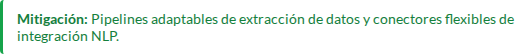 Mitigación: Pipelines adaptables de extracción de datos y conectores flexibles de
integración NLP.